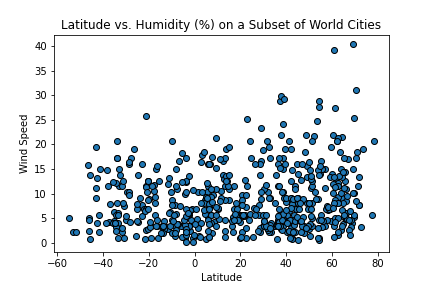 Latitude vs. Humidity (%) on a Subset of World Cities
40
35
30
25
20
15
10
5
0
Wind Speed
−60 −40 −20 0 20 40 60 80
Latitude